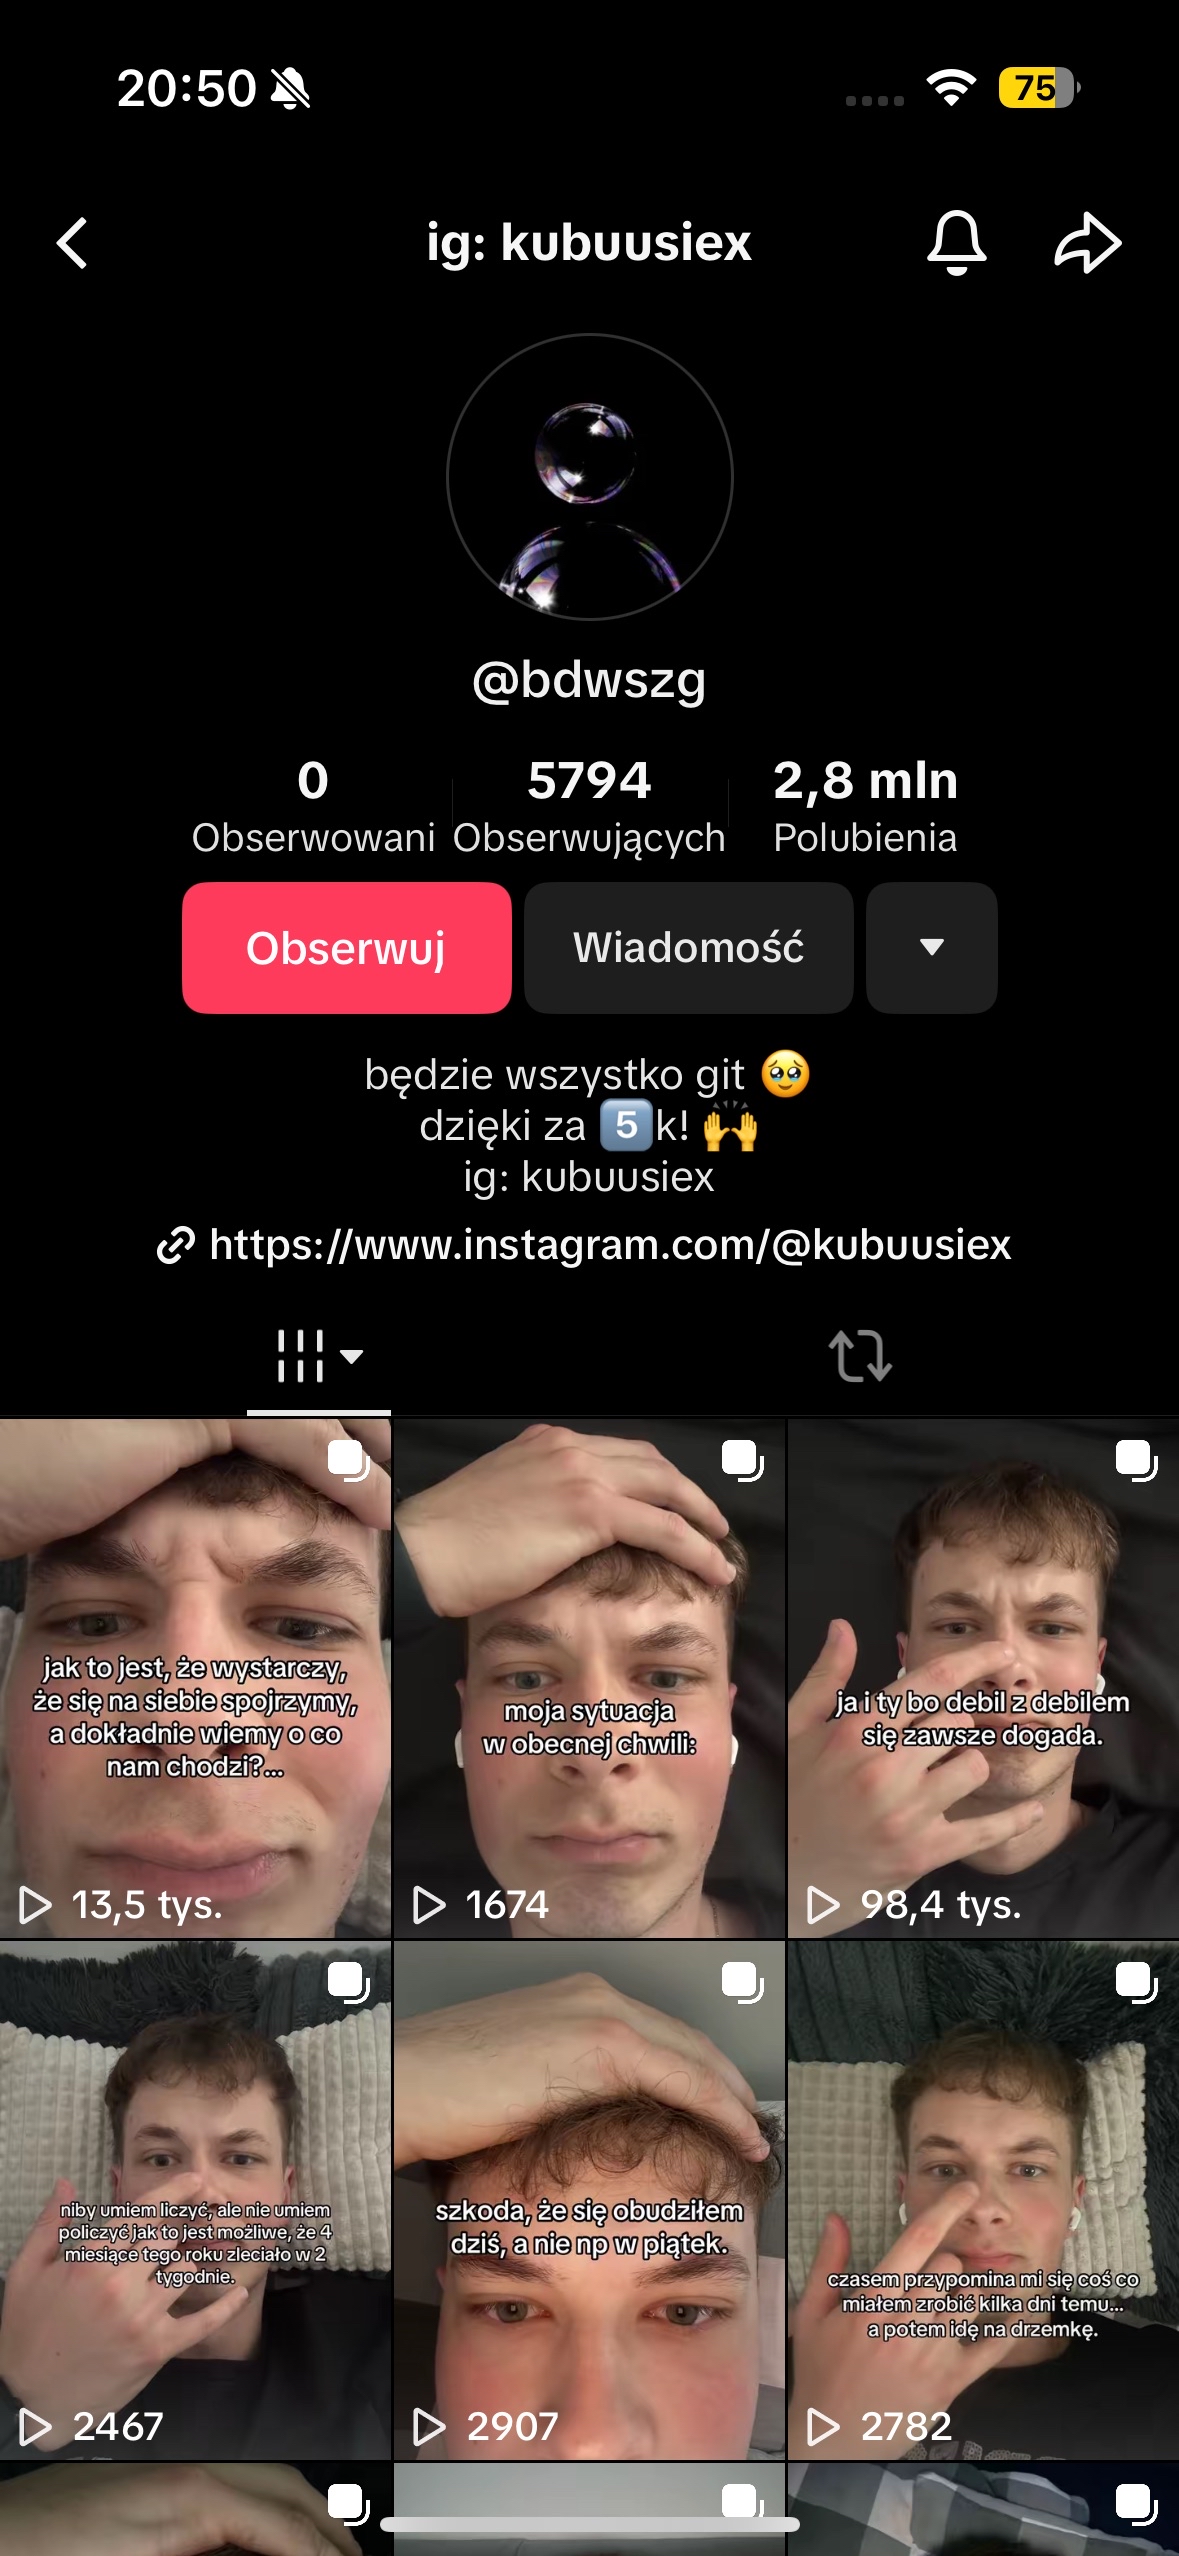 20:50
75
ig: kubuusiex
@bdwszg
0 5794 2,8 mln
Obserwowani Obserwujących Polubienia
Obserwuj Wiadomość
będzie wszystko git 🥹
dzięki za 5️⃣k! 🙌
ig: kubuusiex
https://www.instagram.com/@kubuusiex
jak to jest, że wystarczy,
że się na siebie spojrzymy,
a dokładnie wiemy o co
nam chodzi?...
13,5 tys.
moja sytuacja
w obecnej chwili:
1674
ja i ty bo debil z debilem
się zawsze dogada.
98,4 tys.
niby umiem liczyć, ale nie umiem
policzyć jak to jest możliwe, że 4
miesiące tego roku zleciało w 2
tygodnie.
2467
szkoda, że się obudziłem
dziś, a nie np w piątek.
2907
czasem przypomina mi się coś co
miałem zrobić kilka dni temu...
a potem idę na drzemkę.
2782